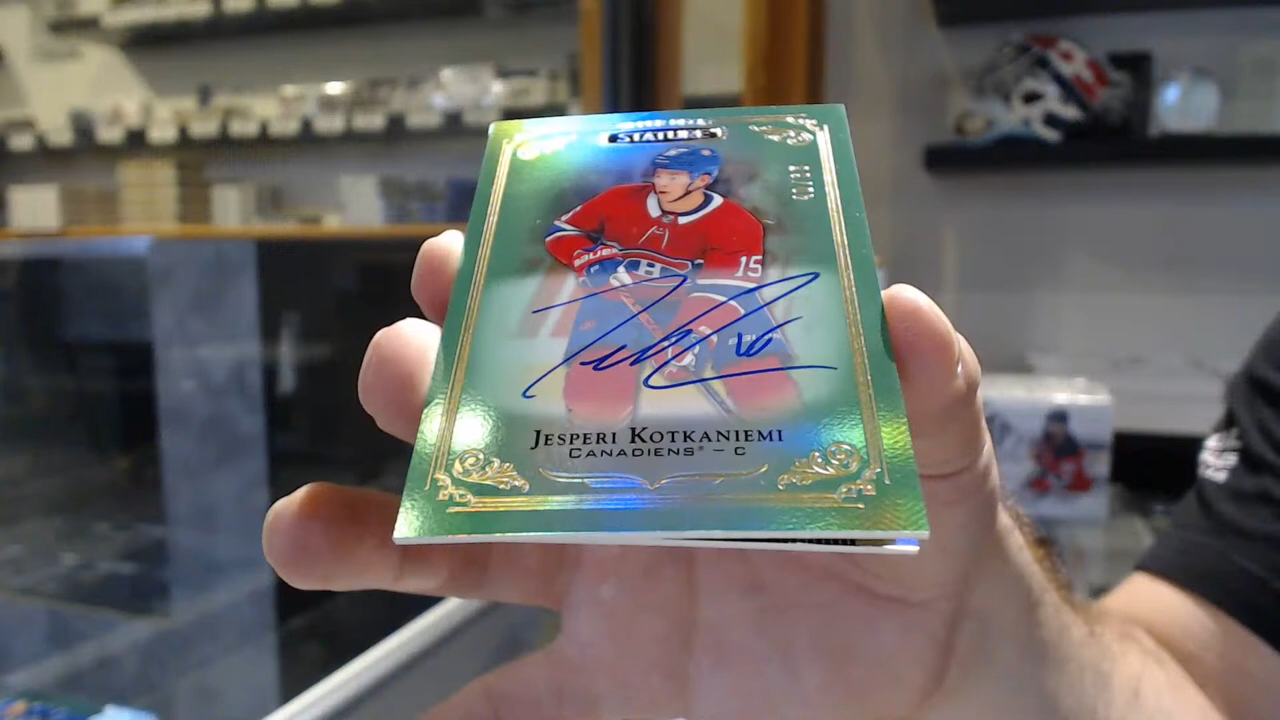 STATURE
15
JESPERI KOTKANIEMI
CANADIENS® – C